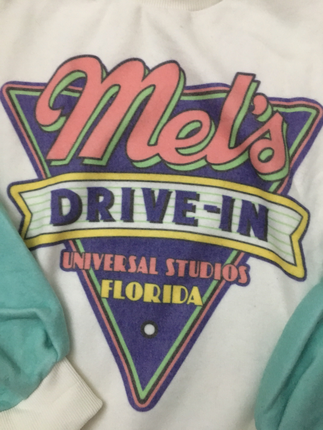 Mel's
DRIVE-IN
UNIVERSAL STUDIOS
FLORIDA